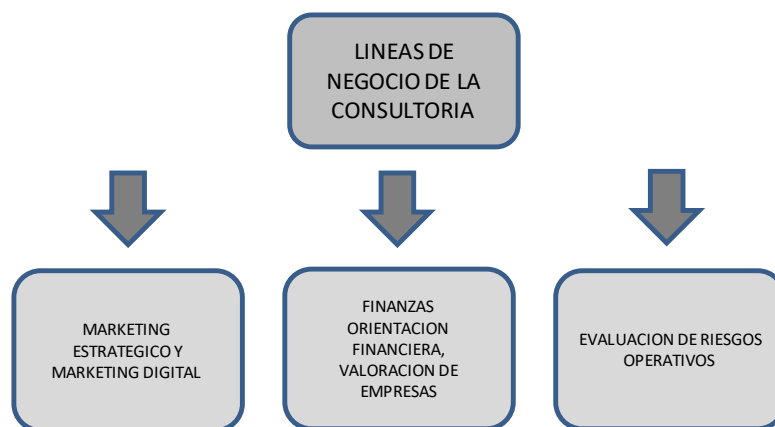 LINEAS DE
NEGOCIO DE LA
CONSULTORIA
MARKETING
ESTRATEGICO Y
MARKETING DIGITAL
FINANZAS
ORIENTACION
FINANCIERA,
VALORACION DE
EMPRESAS
EVALUACION DE RIESGOS
OPERATIVOS